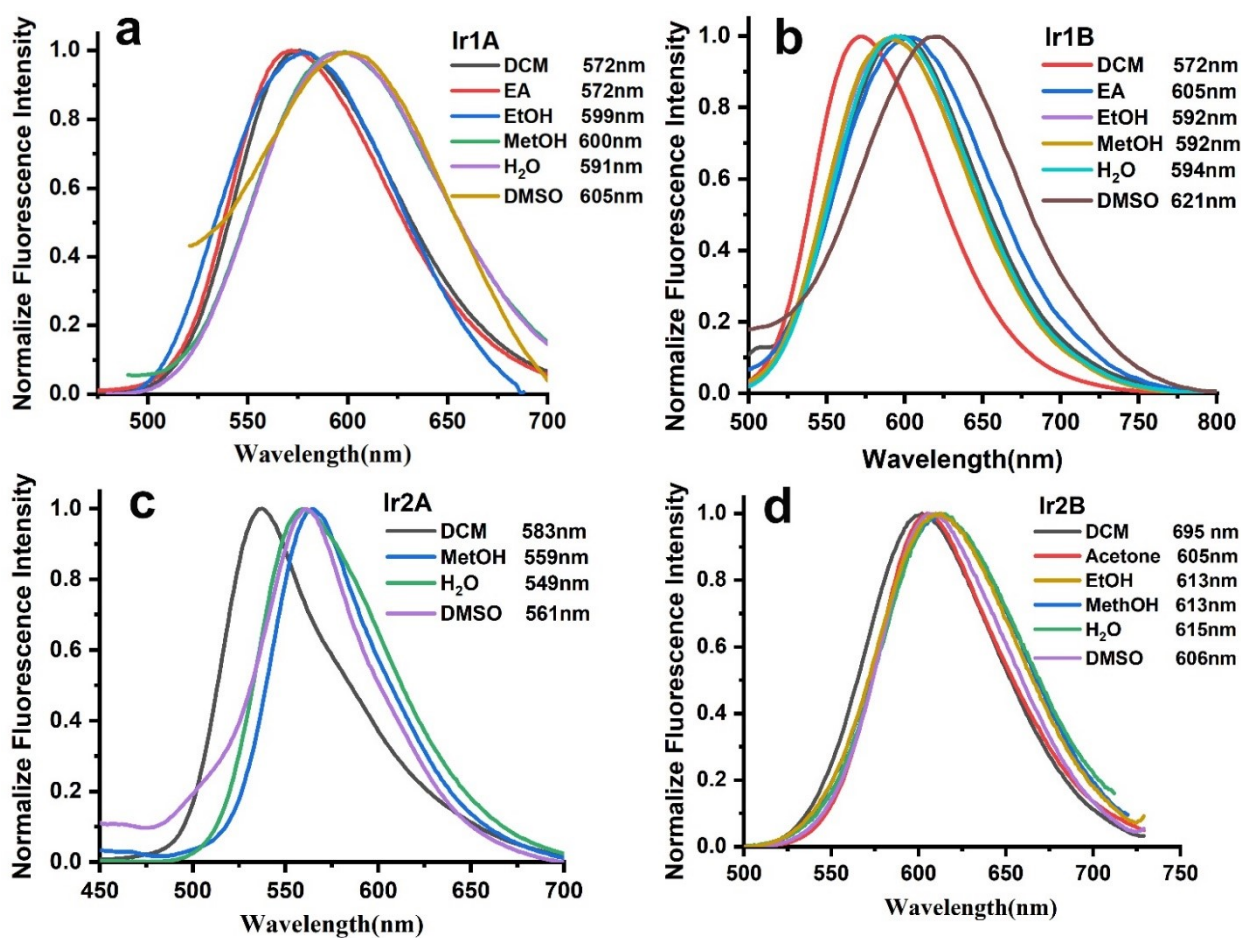 a
Ir1A
DCM 572nm
EA 572nm
EtOH 599nm
MetOH 600nm
H₂O 591nm
DMSO 605nm
Normalize Fluorescence Intensity
1.0
0.8
0.6
0.4
0.2
0.0
500 550 600 650 700
Wavelength(nm)
b
Ir1B
DCM 572nm
EA 605nm
EtOH 592nm
MetOH 592nm
H₂O 594nm
DMSO 621nm
Normalize Fluorescence Intensity
1.0
0.8
0.6
0.4
0.2
0.0
500 550 600 650 700 750 800
Wavelength(nm)
c
Ir2A
DCM 583nm
MetOH 559nm
H₂O 549nm
DMSO 561nm
Normalize Fluorescence Intensity
1.0
0.8
0.6
0.4
0.2
0.0
450 500 550 600 650 700
Wavelength(nm)
d
Ir2B
DCM 695 nm
Acetone 605nm
EtOH 613nm
MethOH 613nm
H₂O 615nm
DMSO 606nm
Normalize Fluorescence Intensity
1.0
0.8
0.6
0.4
0.2
0.0
500 550 600 650 700 750
Wavelength(nm)